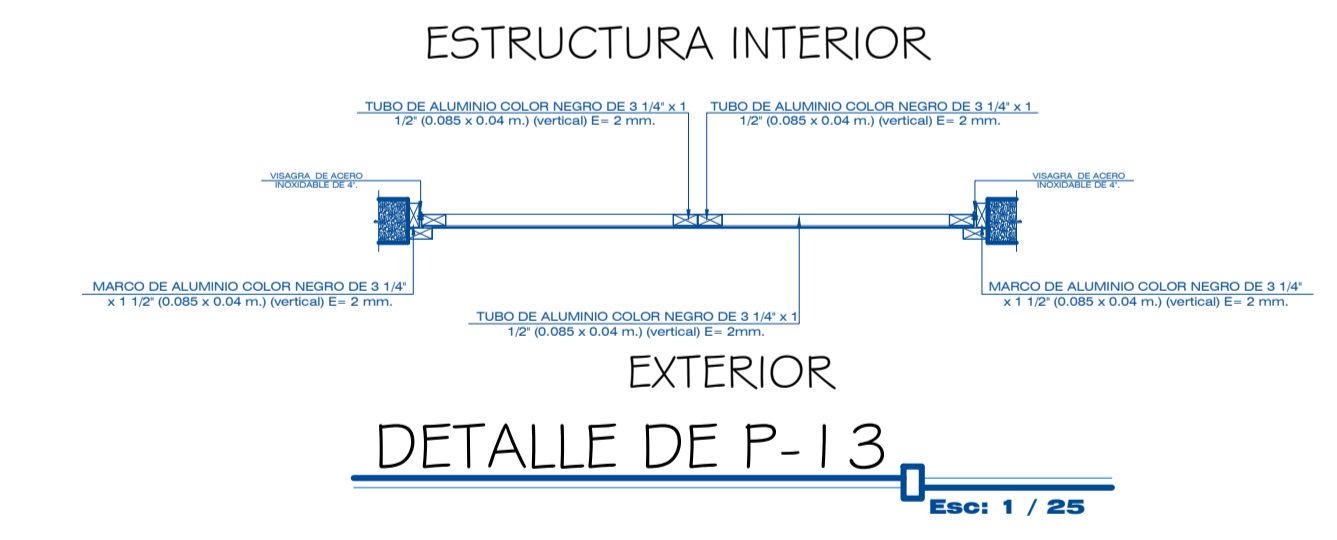 ESTRUCTURA INTERIOR
TUBO DE ALUMINIO COLOR NEGRO DE 3 1/4" x 1
1/2" (0.085 x 0.04 m.) (vertical) E= 2 mm.
TUBO DE ALUMINIO COLOR NEGRO DE 3 1/4" x 1
1/2" (0.085 x 0.04 m.) (vertical) E= 2 mm.
VISAGRA DE ACERO
INOXIDABLE DE 4".
VISAGRA DE ACERO
INOXIDABLE DE 4".
MARCO DE ALUMINIO COLOR NEGRO DE 3 1/4"
x 1 1/2" (0.085 x 0.04 m.) (vertical) E= 2 mm.
MARCO DE ALUMINIO COLOR NEGRO DE 3 1/4"
x 1 1/2" (0.085 x 0.04 m.) (vertical) E= 2 mm.
TUBO DE ALUMINIO COLOR NEGRO DE 3 1/4" x 1
1/2" (0.085 x 0.04 m.) (vertical) E= 2mm.
EXTERIOR
DETALLE DE P-13
Esc: 1 / 25